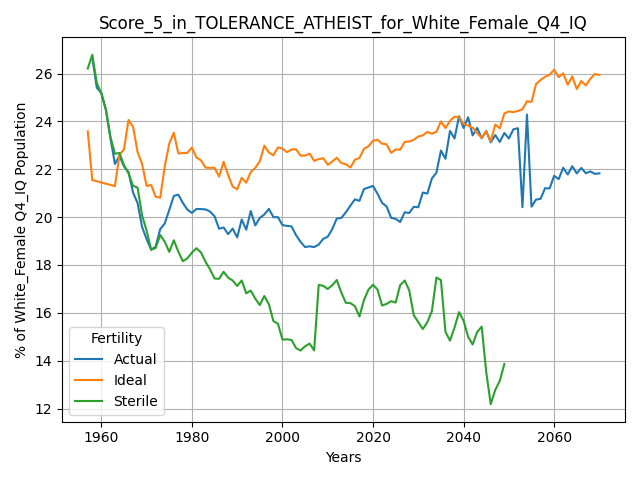 Score_5_in_TOLERANCE_ATHEIST_for_White_Female_Q4_IQ
% of White_Female Q4_IQ Population
26
24
22
20
18
16
14
12
Fertility
Actual
Ideal
Sterile
1960 1980 2000 2020 2040 2060
Years